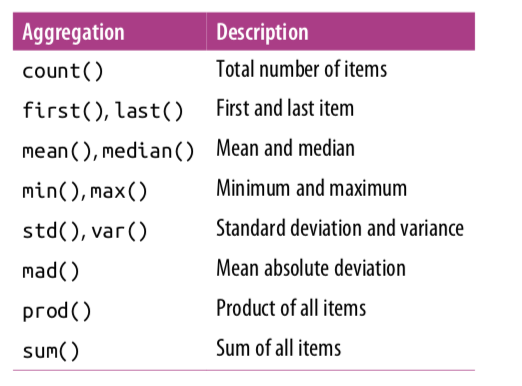 Aggregation Description
count() Total number of items
first(), last() First and last item
mean(), median() Mean and median
min(), max() Minimum and maximum
std(), var() Standard deviation and variance
mad() Mean absolute deviation
prod() Product of all items
sum() Sum of all items